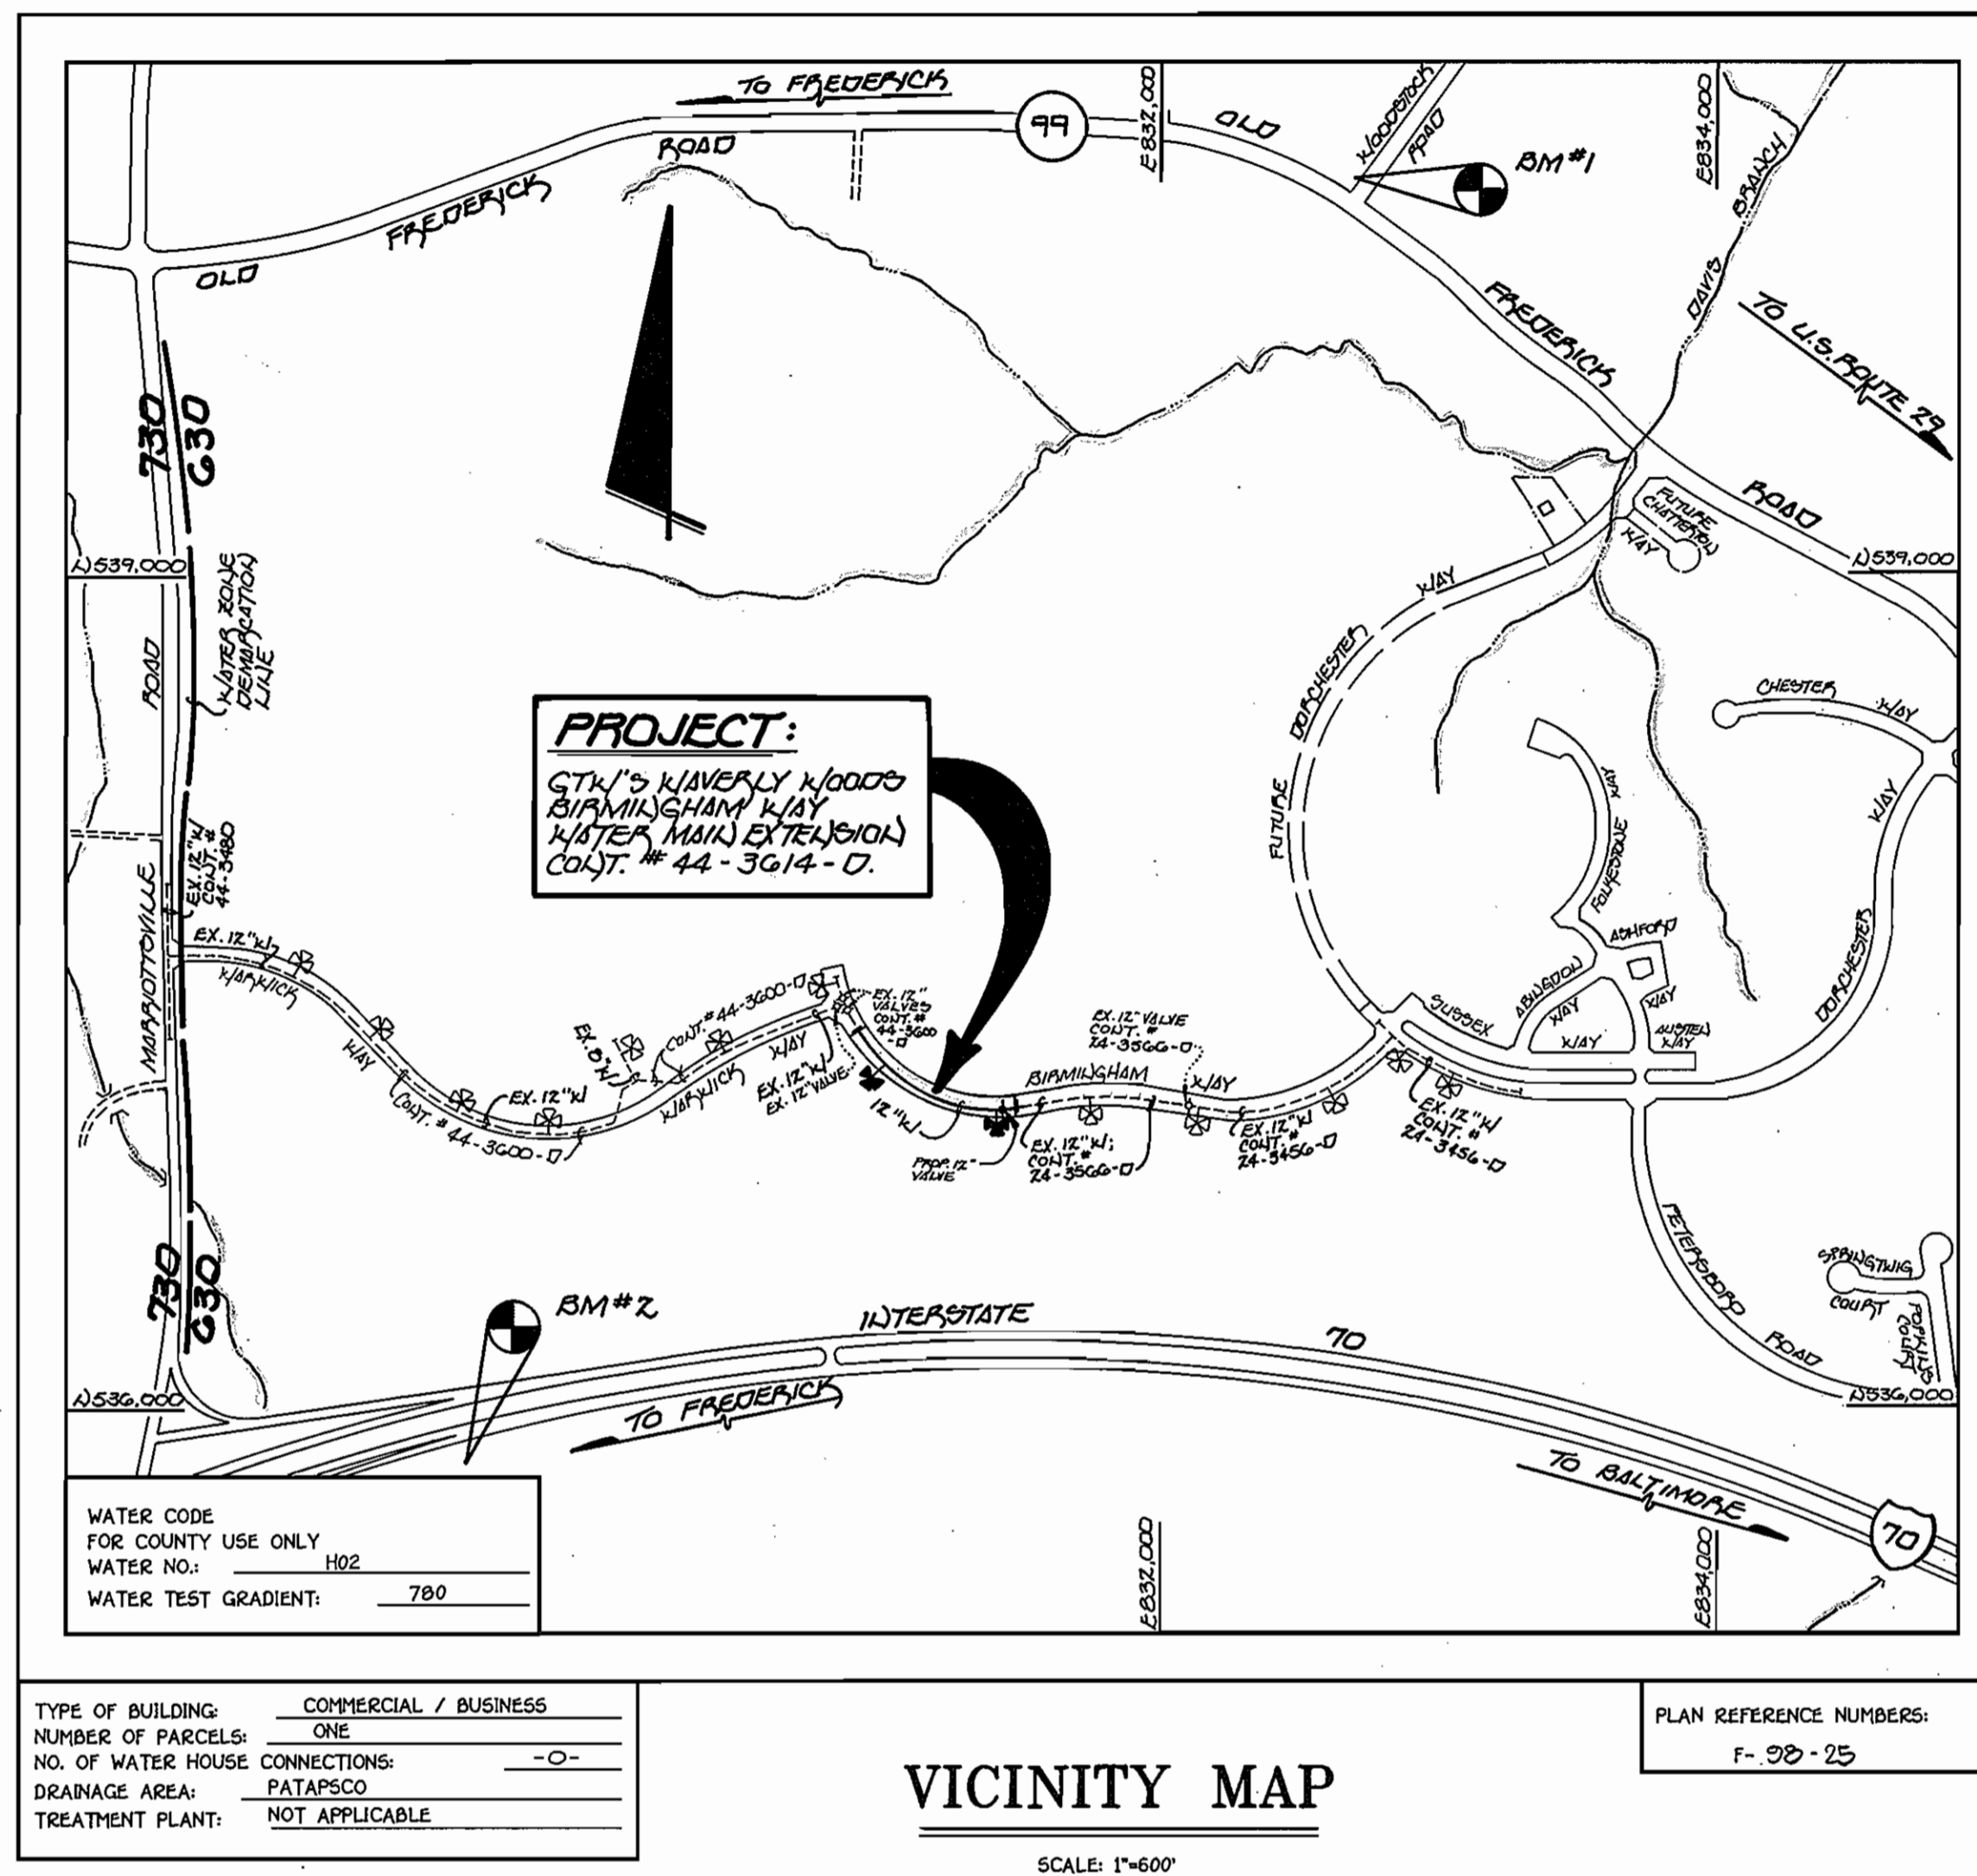 TO FREDERICK
99
OLD
FREDERICK
ROAD
E832,000
OLD
WOODSTOCK
ROAD
BM #1
E834,000
DAVIS
BRANCH
FREDERICK
ROAD
TO U.S. ROUTE 29
730
630
N539,000
WATER ZONE
DEMARCATION
LINE
ROAD
MARRIOTTSVILLE
N539,000
FUTURE
CHATTERTON
WAY
FUTURE
DORCHESTER
WAY
CHESTER
WAY
WAY
DORCHESTER
FOLKESTONE WAY
ASHFORD
WAY
ABINGDON
WAY
SUSSEX
WAY
AUSTEN
WAY
PROJECT:
GTW'S WAVERLY WOODS
BIRMINGHAM WAY
WATER MAIN EXTENSION
CONT. # 44-3614-D.
EX. 12"W
CONT. #
44-3480
EX. 12"W
WARWICK
WAY
CONT. # 44-3600-D
EX. 12"W
EX. 8"W
CONT. # 44-3600-D
WARWICK
WAY
EX. 12"W
EX. 12" VALVE
EX. 12"
VALVES
CONT. #
44-3600
-D
12"W
PROP. 12"
VALVE
BIRMINGHAM
WAY
EX. 12" VALVE
CONT. #
24-3566-D
EX. 12"W;
CONT. #
24-3566-D
EX. 12"W
CONT. #
24-3456-D
EX. 12"W
CONT. #
24-3456-D
PETERSBORO
ROAD
SPRINGTWIG
COURT
POPKINS
COURT
730
630
BM #2
INTERSTATE
70
TO FREDERICK
TO BALTIMORE
70
N536,000
N536,000
E832,000
E834,000
WATER CODE
FOR COUNTY USE ONLY
WATER NO.: H02
WATER TEST GRADIENT: 780
TYPE OF BUILDING: COMMERCIAL / BUSINESS
NUMBER OF PARCELS: ONE
NO. OF WATER HOUSE CONNECTIONS: -0-
DRAINAGE AREA: PATAPSCO
TREATMENT PLANT: NOT APPLICABLE
VICINITY MAP
SCALE: 1"=600'
PLAN REFERENCE NUMBERS:
F-98-25